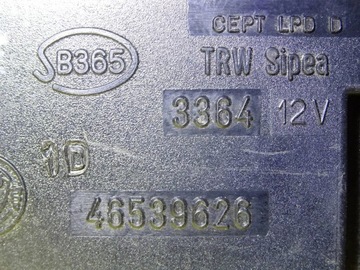 CEPT LPD D
SB365
TRW Sipea
3364 12V
1D
46539626